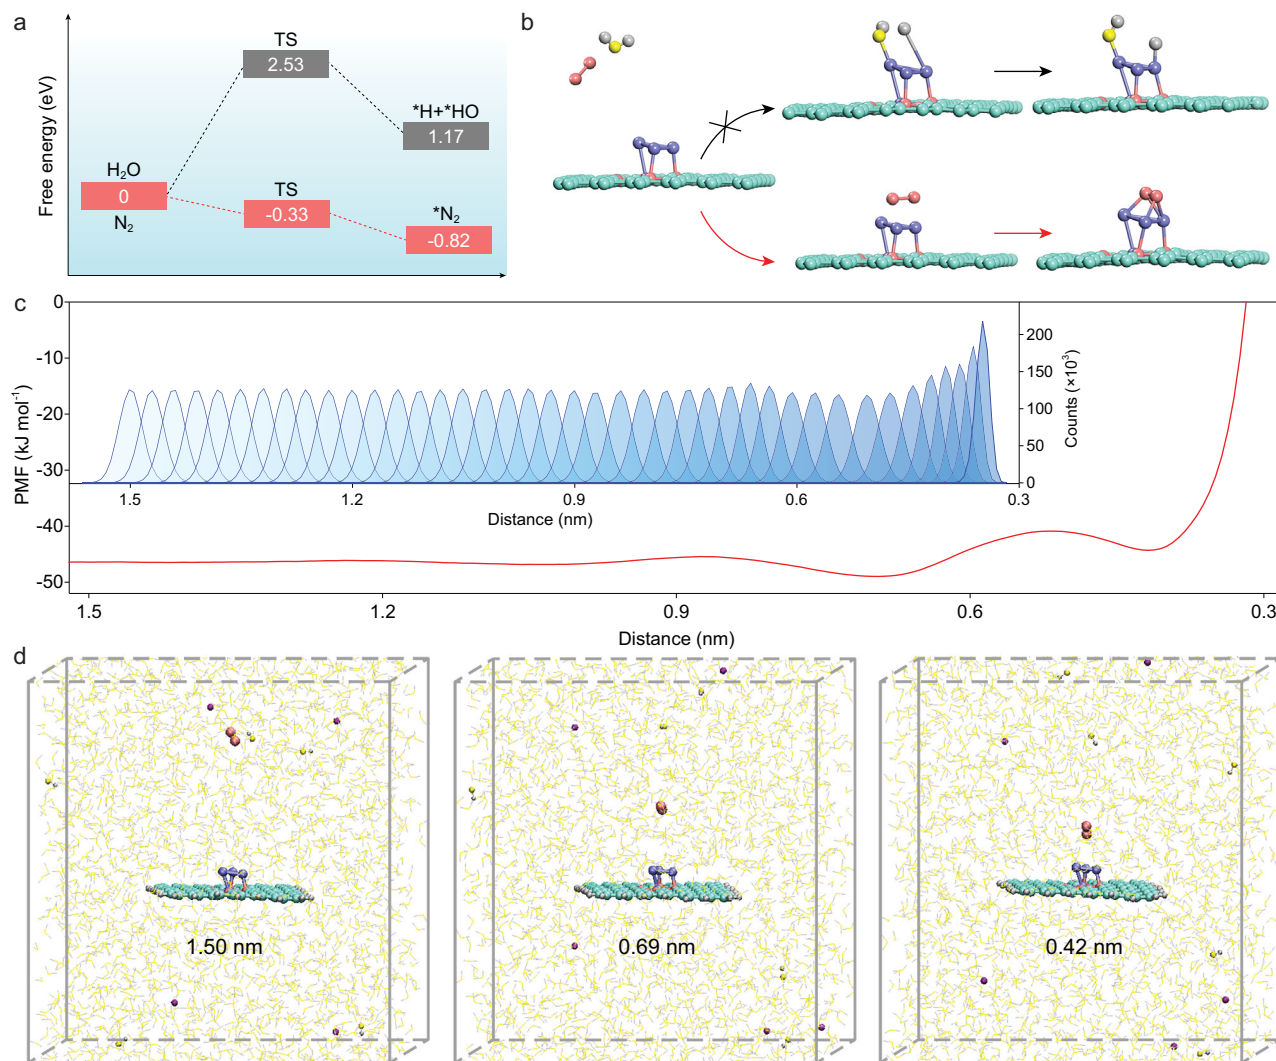 a
Free energy (eV)
TS
2.53
*H+*HO
1.17
H₂O
0
N₂
TS
-0.33
*N₂
-0.82
b
c
PMF (kJ mol⁻¹)
0
-10
-20
-30
-40
-50
1.5
1.2
0.9
0.6
0.3
Distance (nm)
200
150
100
50
0
Counts (×10³)
1.5
1.2
0.9
0.6
0.3
Distance (nm)
d
1.50 nm
0.69 nm
0.42 nm